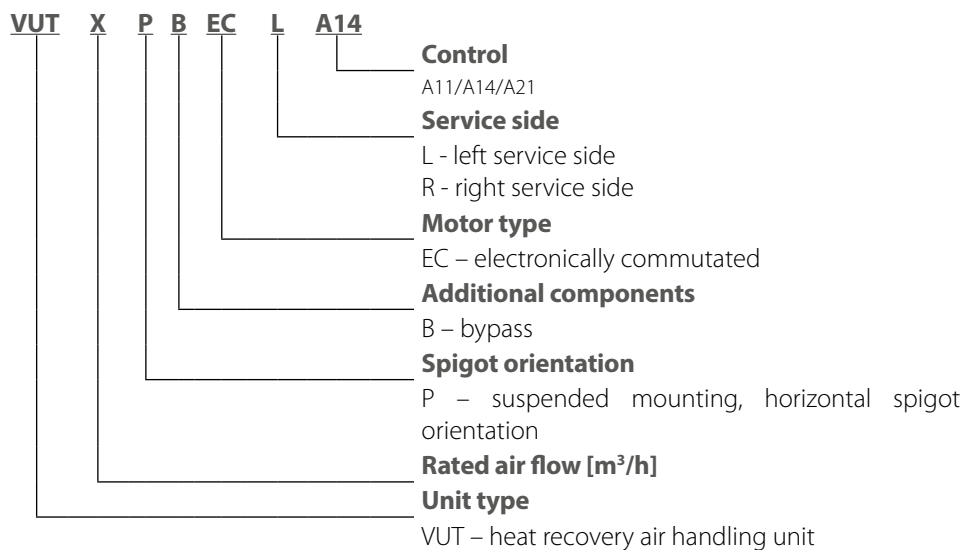 VUT X P B EC L A14
Control
A11/A14/A21
Service side
L - left service side
R - right service side
Motor type
EC – electronically commutated
Additional components
B – bypass
Spigot orientation
P – suspended mounting, horizontal spigot
orientation
Rated air flow [m³/h]
Unit type
VUT – heat recovery air handling unit